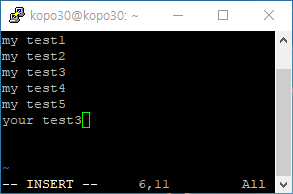 kopo30@kopo30: ~
my test1
my test2
my test3
my test4
my test5
your test3
~
-- INSERT -- 6,11 All